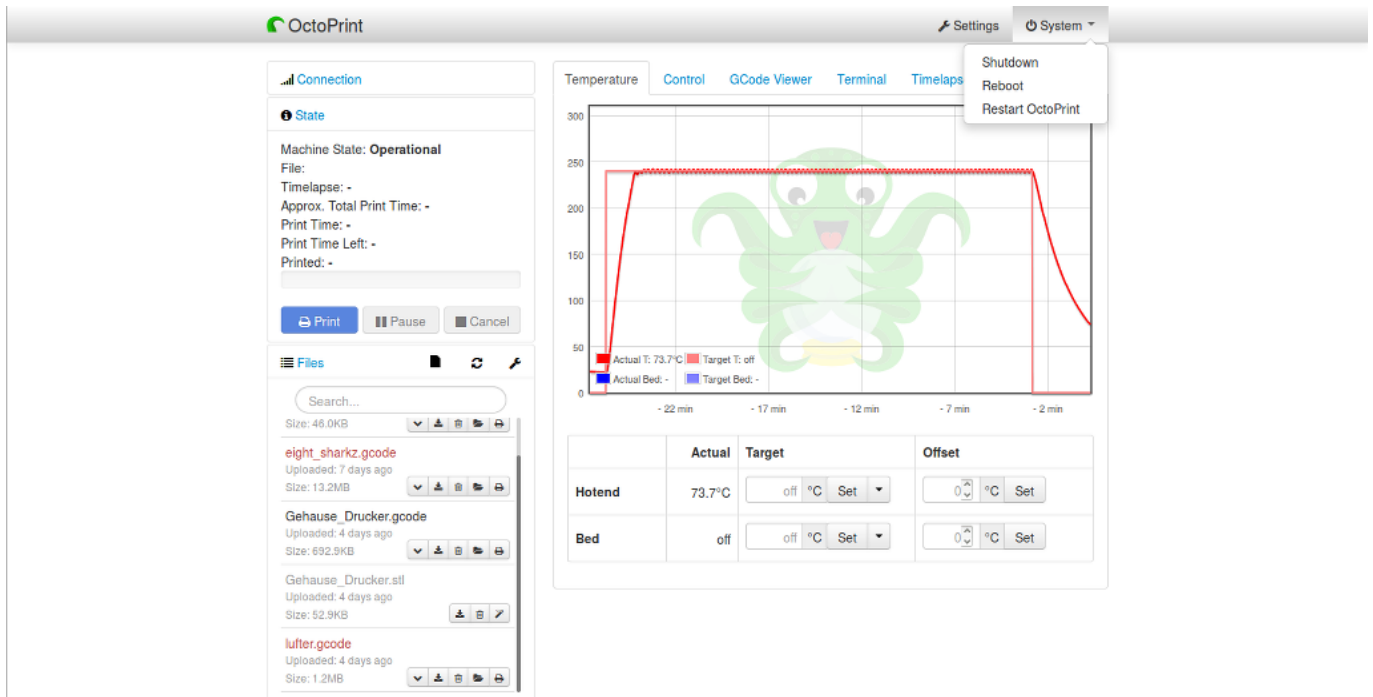 OctoPrint
Settings System
Shutdown
Reboot
Restart OctoPrint
Connection
State
Machine State: Operational
File:
Timelapse: -
Approx. Total Print Time: -
Print Time: -
Print Time Left: -
Printed: -
Print Pause Cancel
Files
Search...
Size: 46.0KB
eight_sharkz.gcode
Uploaded: 7 days ago
Size: 13.2MB
Gehause_Drucker.gcode
Uploaded: 4 days ago
Size: 692.9KB
Gehause_Drucker.stl
Uploaded: 4 days ago
Size: 52.9KB
lufter.gcode
Uploaded: 4 days ago
Size: 1.2MB
Temperature Control GCode Viewer Terminal Timelaps
300
250
200
150
100
50
0
Actual T: 73.7°C Target T: off
Actual Bed: - Target Bed: -
- 22 min - 17 min - 12 min - 7 min - 2 min
Actual Target Offset
Hotend 73.7°C off °C Set 0 °C Set
Bed off off °C Set 0 °C Set